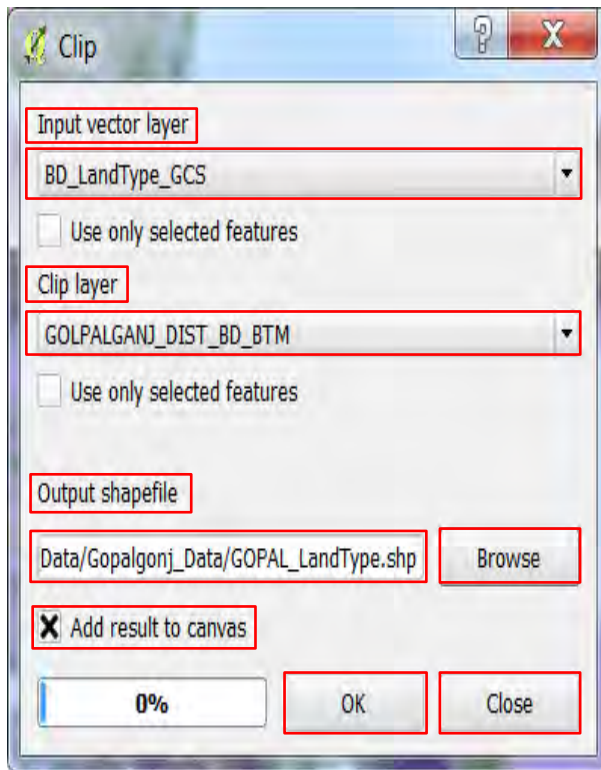 Clip
Input vector layer
BD_LandType_GCS
Use only selected features
Clip layer
GOLPALGANJ_DIST_BD_BTM
Use only selected features
Output shapefile
Data/Gopalgonj_Data/GOPAL_LandType.shp Browse
Add result to canvas
0% OK Close